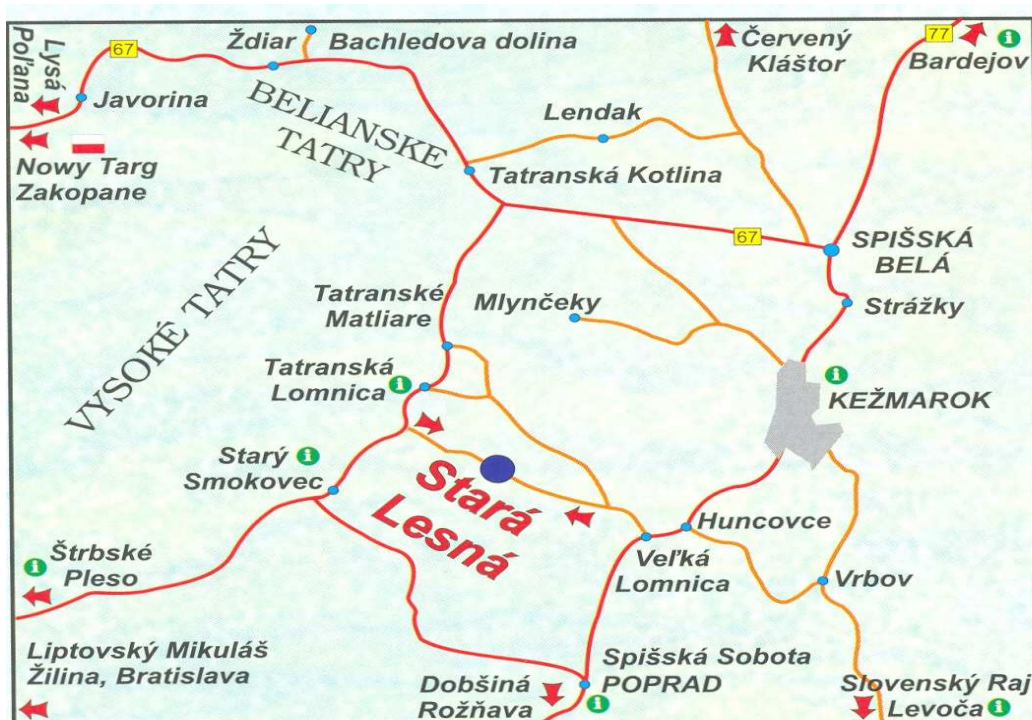 Lysá
Poľana
67
Ždiar
Bachledova dolina
Červený
Kláštor
77
Bardejov
Javorina
BELIANSKE
TATRY
Lendak
Nowy Targ
Zakopane
Tatranská Kotlina
67
SPIŠSKÁ
BELÁ
VYSOKÉ TATRY
Tatranské
Matliare
Mlynčeky
Strážky
Tatranská
Lomnica
KEŽMAROK
Starý
Smokovec
Stará
Lesná
Huncovce
Veľká
Lomnica
Vrbov
Štrbské
Pleso
Liptovský Mikuláš
Žilina, Bratislava
Dobšiná
Rožňava
Spišská Sobota
POPRAD
Slovenský Raj
Levoča